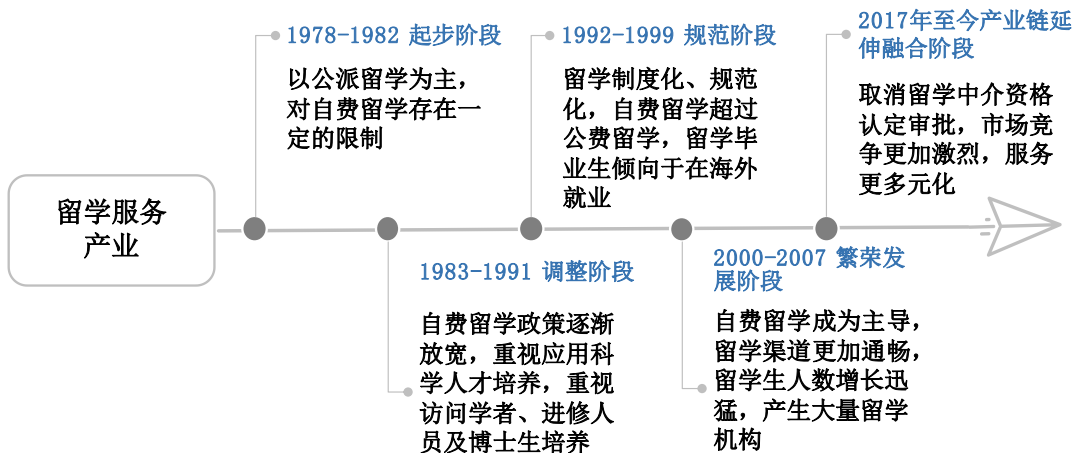 留学服务
产业
1978-1982 起步阶段
以公派留学为主，
对自费留学存在一
定的限制
1983-1991 调整阶段
自费留学政策逐渐
放宽，重视应用科
学人才培养，重视
访问学者、进修人
员及博士生培养
1992-1999 规范阶段
留学制度化、规范
化，自费留学超过
公费留学，留学毕
业生倾向于在海外
就业
2000-2007 繁荣发
展阶段
自费留学成为主导，
留学渠道更加通畅，
留学生人数增长迅
猛，产生大量留学
机构
2017年至今产业链延
伸融合阶段
取消留学中介资格
认定审批，市场竞
争更加激烈，服务
更多元化